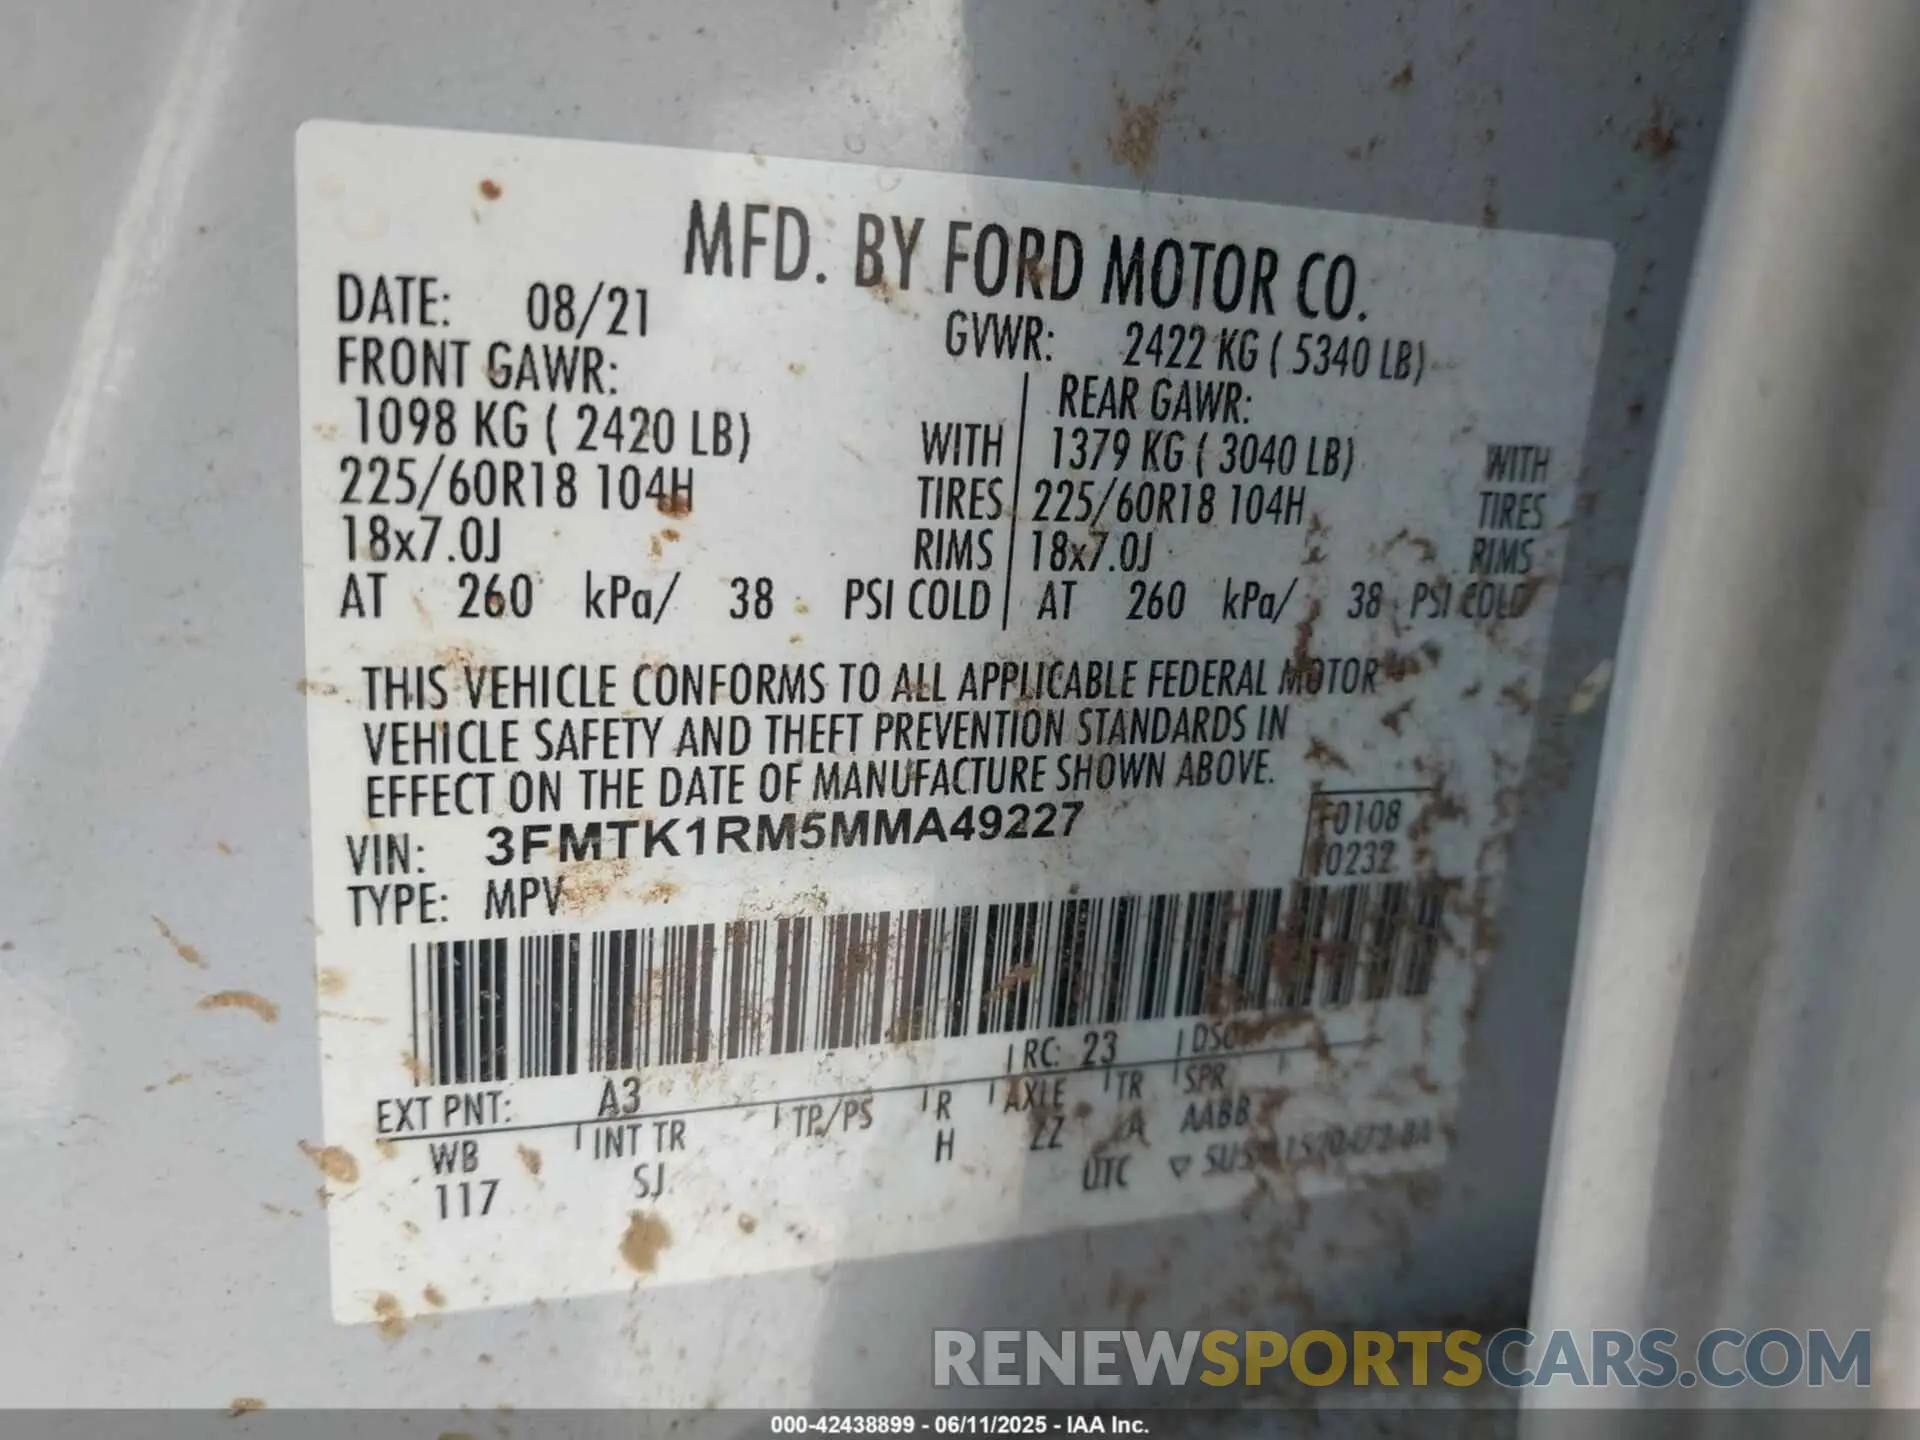 MFD. BY FORD MOTOR CO.
DATE: 08/21 GVWR: 2422 KG ( 5340 LB)
FRONT GAWR: REAR GAWR:
1098 KG ( 2420 LB) WITH 1379 KG ( 3040 LB) WITH
225/60R18 104H TIRES 225/60R18 104H TIRES
18x7.0J RIMS 18x7.0J RIMS
AT 260 kPa/ 38 PSI COLD AT 260 kPa/ 38 PSI COLD
THIS VEHICLE CONFORMS TO ALL APPLICABLE FEDERAL MOTOR
VEHICLE SAFETY AND THEFT PREVENTION STANDARDS IN
EFFECT ON THE DATE OF MANUFACTURE SHOWN ABOVE.
VIN: 3FMTK1RM5MMA49227 F0108
TYPE: MPV T0232
EXT PNT: A3 RC: 23 DSO:
WB INT TR TP/PS R AXLE TR SPR
117 SJ H ZZ A AABB
UTC
RENEWSPORTSCARS.COM
000-42438899 - 06/11/2025 - IAA Inc.